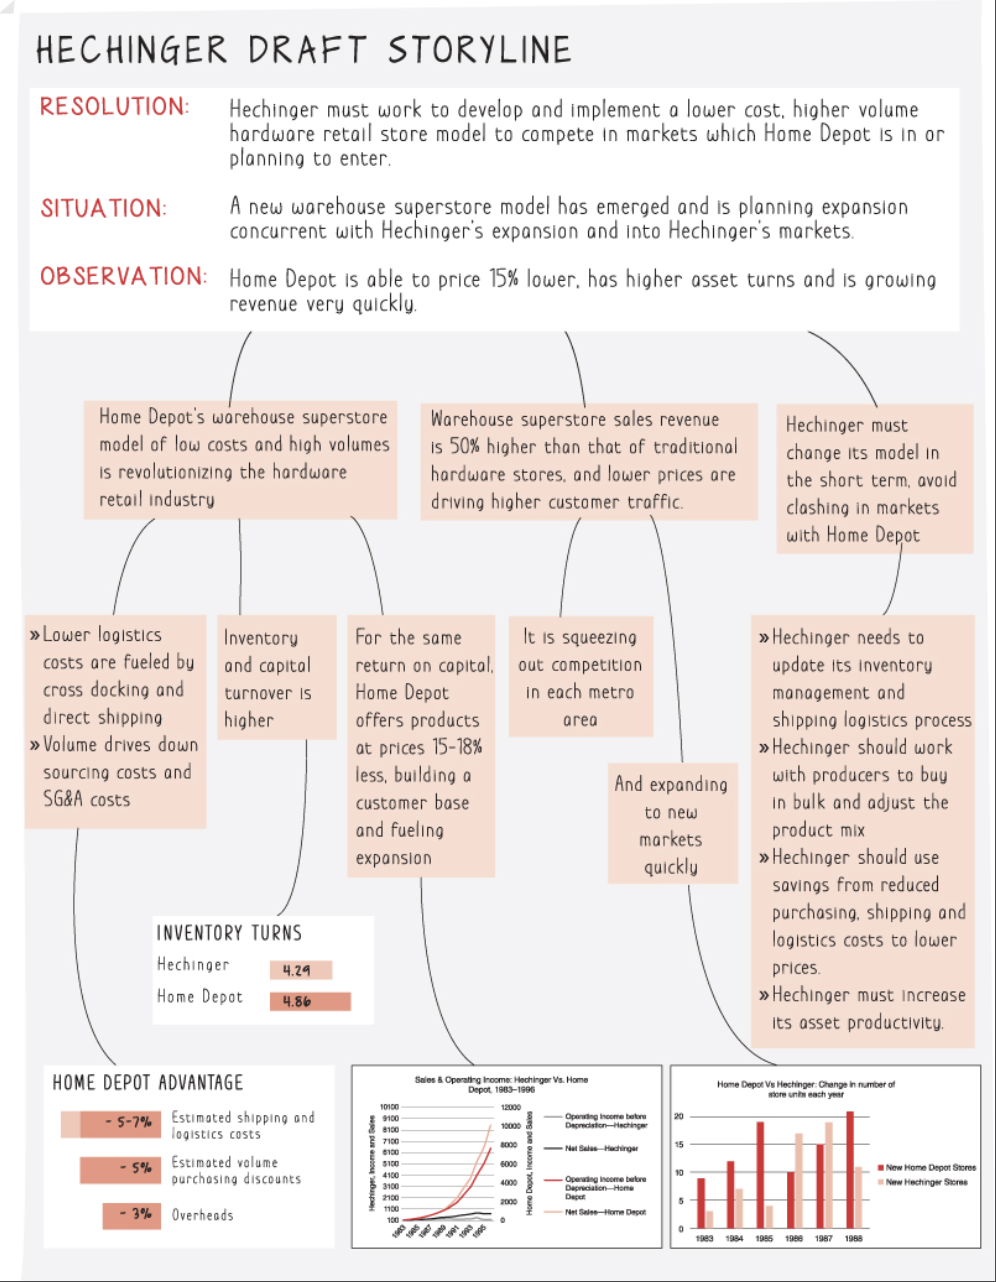 HECHINGER DRAFT STORYLINE
RESOLUTION:
Hechinger must work to develop and implement a lower cost, higher volume
hardware retail store model to compete in markets which Home Depot is in or
planning to enter.
SITUATION:
A new warehouse superstore model has emerged and is planning expansion
concurrent with Hechinger's expansion and into Hechinger's markets.
OBSERVATION:
Home Depot is able to price 15% lower, has higher asset turns and is growing
revenue very quickly.
Home Depot's warehouse superstore
model of low costs and high volumes
is revolutionizing the hardware
retail industry
Warehouse superstore sales revenue
is 50% higher than that of traditional
hardware stores, and lower prices are
driving higher customer traffic.
Hechinger must
change its model in
the short term, avoid
clashing in markets
with Home Depot
» Lower logistics
costs are fueled by
cross docking and
direct shipping
» Volume drives down
sourcing costs and
SG&A costs
Inventory
and capital
turnover is
higher
For the same
return on capital,
Home Depot
offers products
at prices 15-18%
less, building a
customer base
and fueling
expansion
It is squeezing
out competition
in each metro
area
And expanding
to new
markets
quickly
» Hechinger needs to
update its inventory
management and
shipping logistics process
» Hechinger should work
with producers to buy
in bulk and adjust the
product mix
» Hechinger should use
savings from reduced
purchasing, shipping and
logistics costs to lower
prices.
» Hechinger must increase
its asset productivity.
INVENTORY TURNS
Hechinger 4.29
Home Depot 4.86
HOME DEPOT ADVANTAGE
- 5-7% Estimated shipping and
logistics costs
- 5% Estimated volume
purchasing discounts
- 3% Overheads
Sales & Operating Income: Hechinger Vs. Home
Depot, 1983–1996
Hechinger, Income and Sales
10100
9100
8100
7100
6100
5100
4100
3100
2100
1100
100
12000
10000
8000
6000
4000
2000
0
Home Depot, Income and Sales
1983
1985
1987
1989
1991
1993
1995
Operating Income before
Depreciation—Hechinger
Net Sales—Hechinger
Operating Income before
Depreciation—Home
Depot
Net Sales—Home Depot
Home Depot Vs Hechinger: Change in number of
store units each year
20
15
10
5
0
1983 1984 1985 1986 1987 1988
New Home Depot Stores
New Hechinger Stores